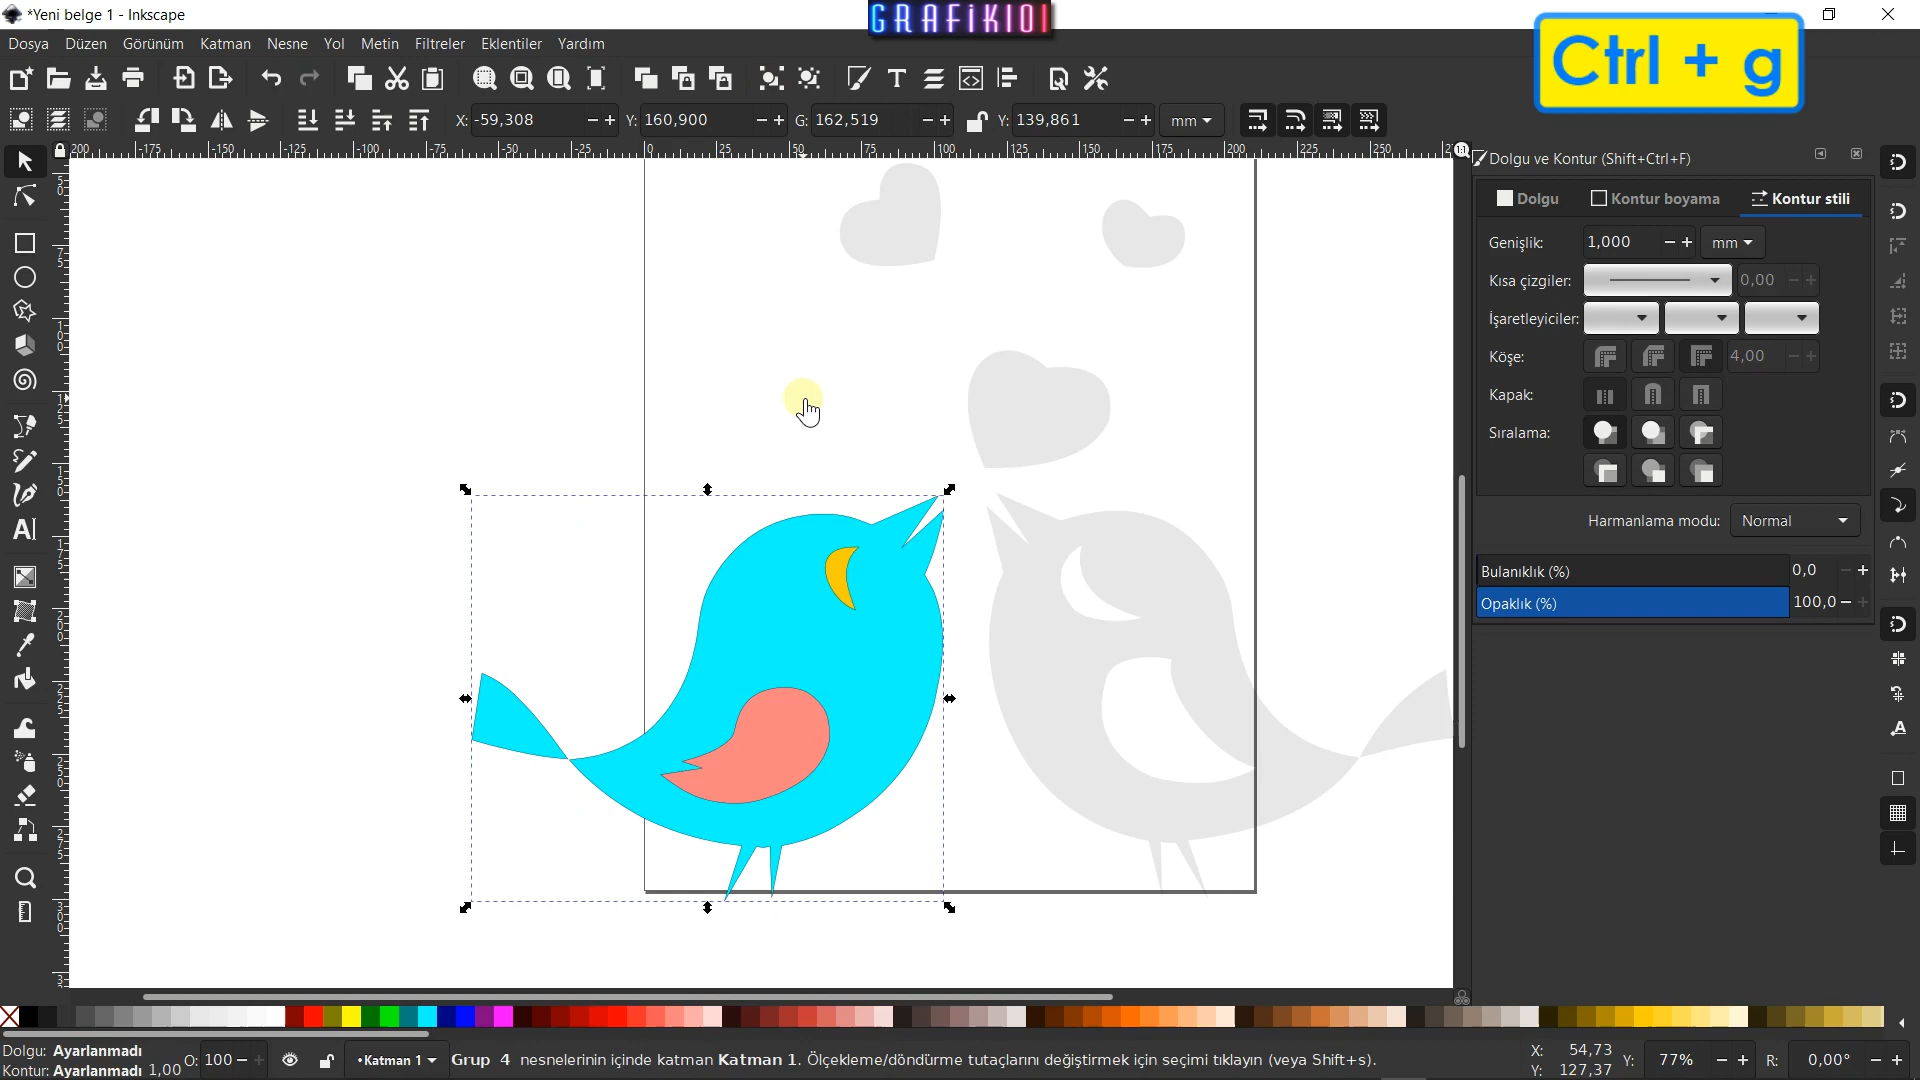 *Yeni belge 1 - Inkscape
GRAFiK101
Ctrl + g
Dosya Düzen Görünüm Katman Nesne Yol Metin Filtreler Eklentiler Yardım
X: -59,308 Y: 160,900 G: 162,519 Y: 139,861 mm
Dolgu ve Kontur (Shift+Ctrl+F)
Dolgu Kontur boyama Kontur stili
Genişlik: 1,000 mm
Kısa çizgiler: 0,00
İşaretleyiciler:
Köşe: 4,00
Kapak:
Sıralama:
Harmanlama modu: Normal
Bulanıklık (%) 0,0
Opaklık (%) 100,0
Dolgu: Ayarlanmadı
Kontur: Ayarlanmadı 1,00
O: 100
•Katman 1
Grup 4 nesnelerinin içinde katman Katman 1. Ölçekleme/döndürme tutaçlarını değiştirmek için seçimi tıklayın (veya Shift+s).
X: 54,73
Y: 127,37
Y: 77%
R: 0,00°